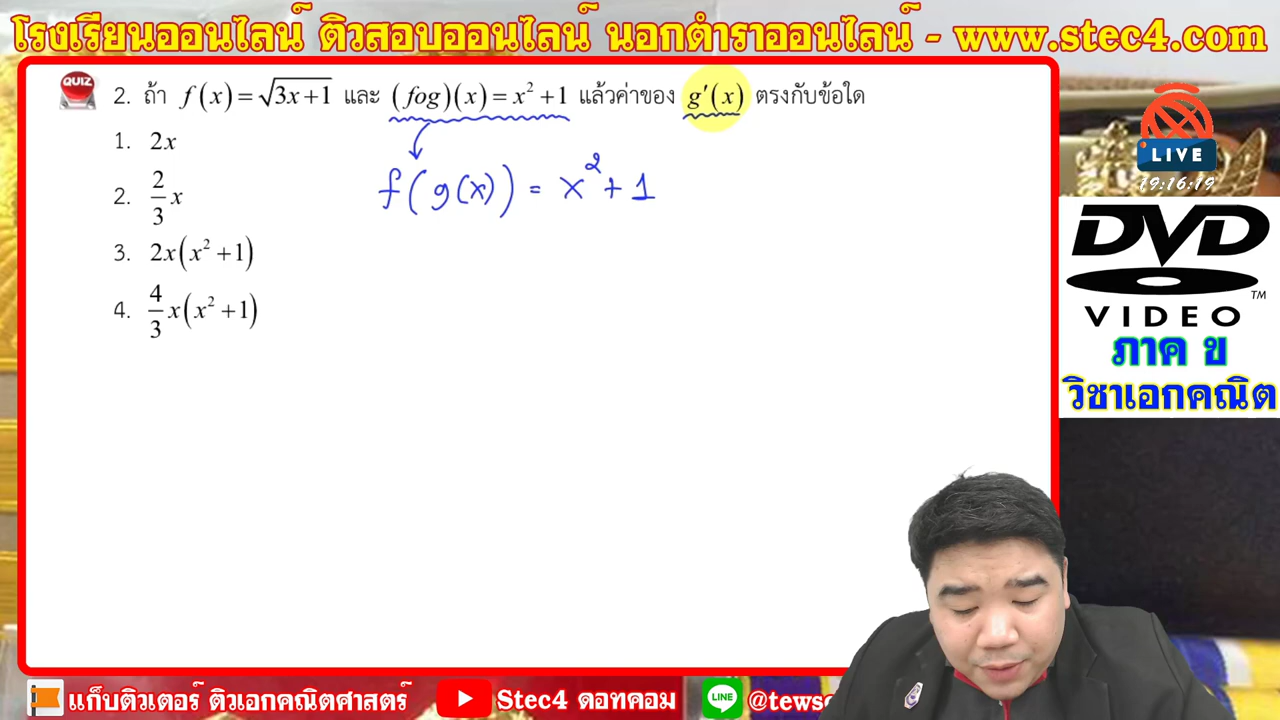 โรงเรียนออนไลน์ ติวสอบออนไลน์ นอกตำราออนไลน์ - www.stec4.com
QUIZ 2. ถ้า f(x)=√(3x+1) และ (fog)(x)=x²+1 แล้วค่าของ g′(x) ตรงกับข้อใด
1. 2x
2. 2/3 x
3. 2x(x²+1)
4. 4/3 x(x²+1)
f(g(x)) = x²+1
LIVE
19:16:19
DVD
TM
VIDEO
ภาค ข
วิชาเอกคณิต
แก็บติวเตอร์ ติวเอกคณิตศาสตร์ Stec4 ดอทคอม LINE